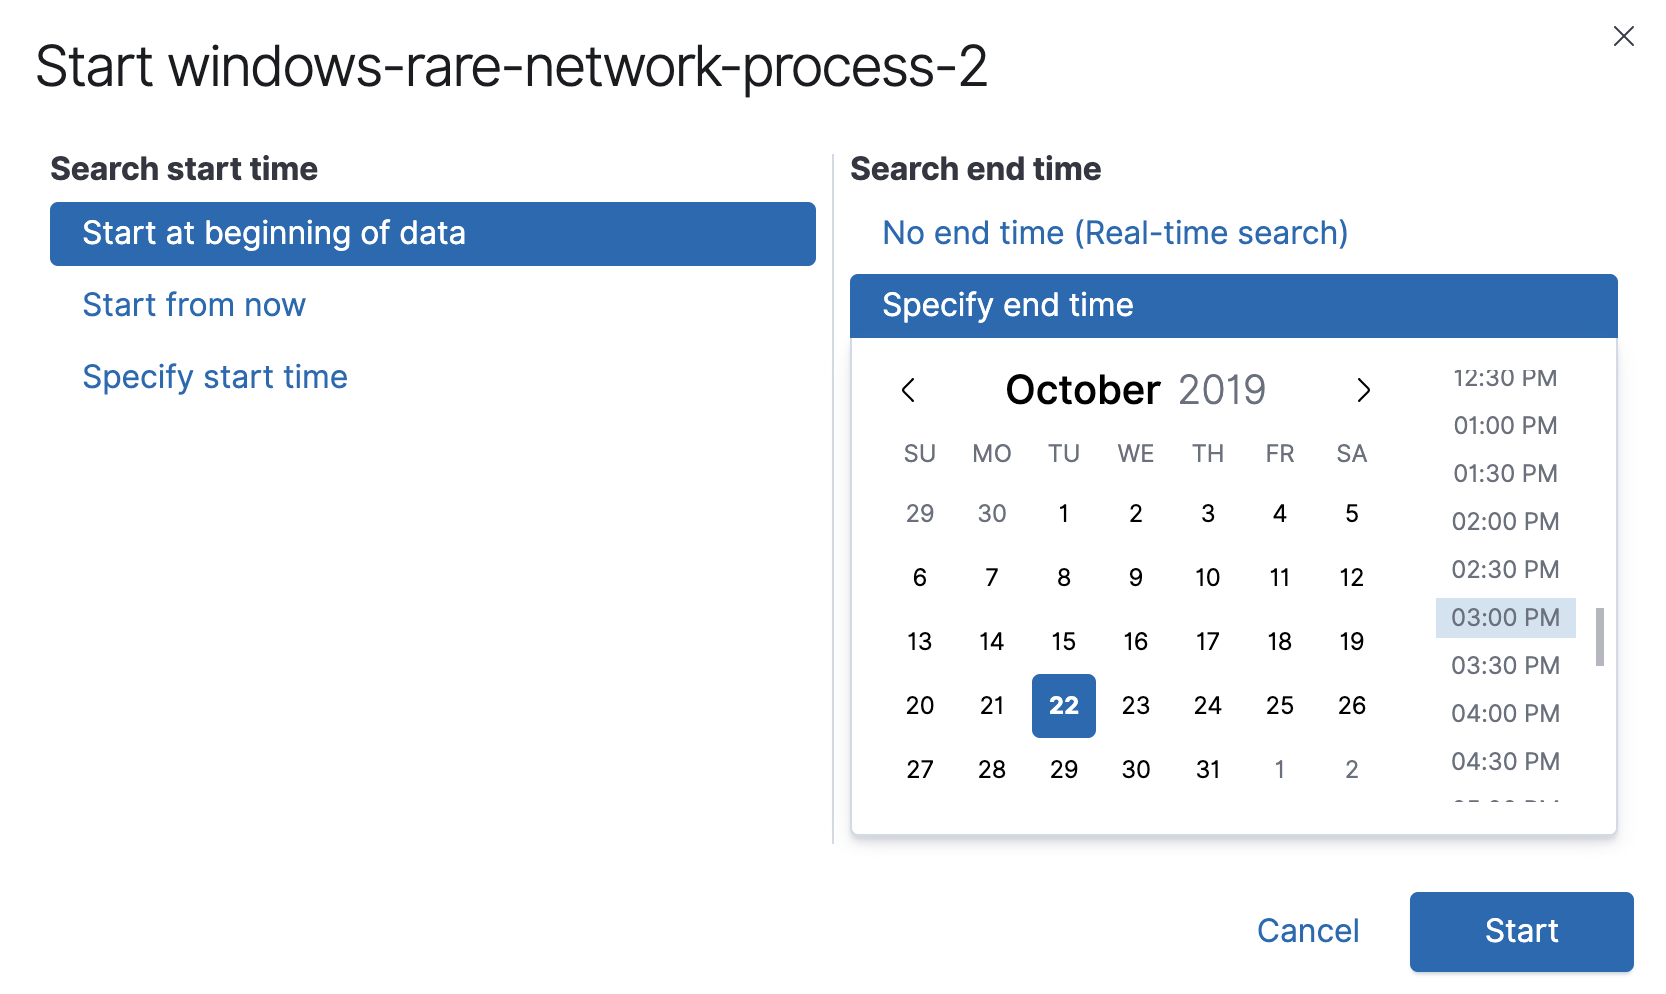 Start windows-rare-network-process-2
Search start time
Start at beginning of data
Start from now
Specify start time
Search end time
No end time (Real-time search)
Specify end time
October 2019
SU MO TU WE TH FR SA
29 30 1 2 3 4 5
6 7 8 9 10 11 12
13 14 15 16 17 18 19
20 21 22 23 24 25 26
27 28 29 30 31 1 2
12:30 PM
01:00 PM
01:30 PM
02:00 PM
02:30 PM
03:00 PM
03:30 PM
04:00 PM
04:30 PM
Cancel
Start